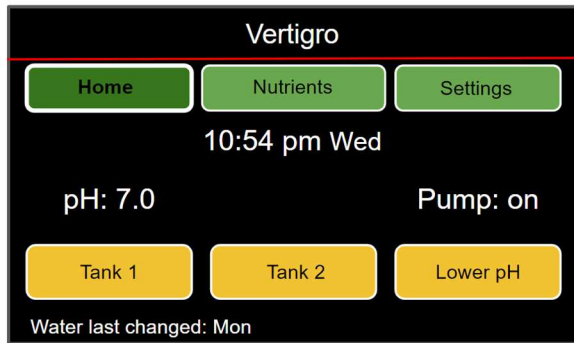 Vertigro
Home Nutrients Settings
10:54 pm Wed
pH: 7.0 Pump: on
Tank 1 Tank 2 Lower pH
Water last changed: Mon